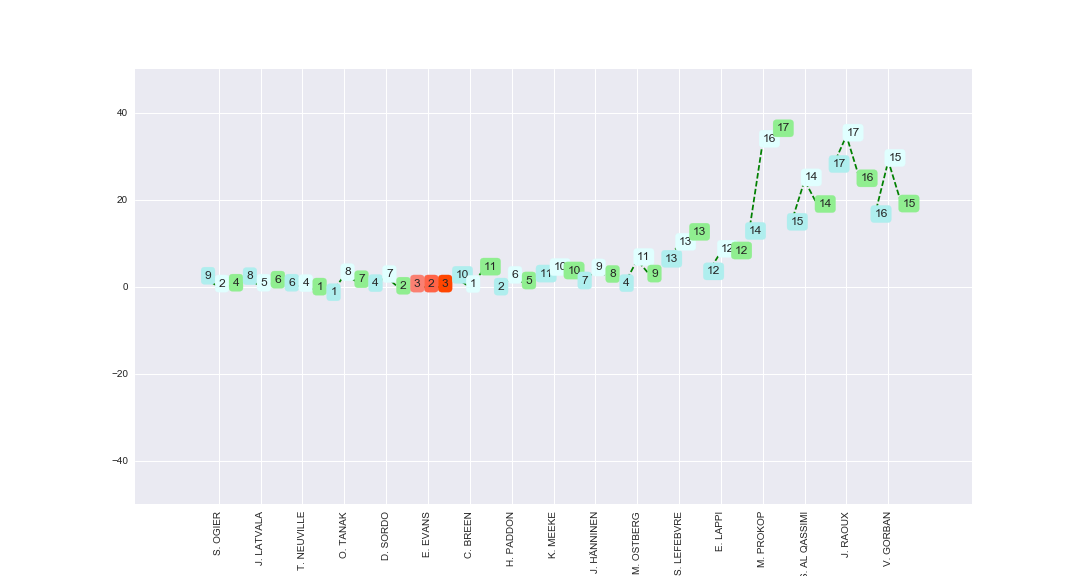 40
20
0
−20
−40
9 2 4
8 5 6
6 4 1
1 8 7
4 7 2
3 2 3
10 1 11
2 6 5
11 10 10
7 9 8
4 11 9
13 13 13
12 12 12
14 16 17
15 14 14
17 17 16
16 15 15
S. OGIER
J. LATVALA
T. NEUVILLE
O. TANAK
D. SORDO
E. EVANS
C. BREEN
H. PADDON
K. MEEKE
J. HANNINEN
M. OSTBERG
S. LEFEBVRE
E. LAPPI
M. PROKOP
S. AL QASSIMI
J. RAOUX
V. GORBAN